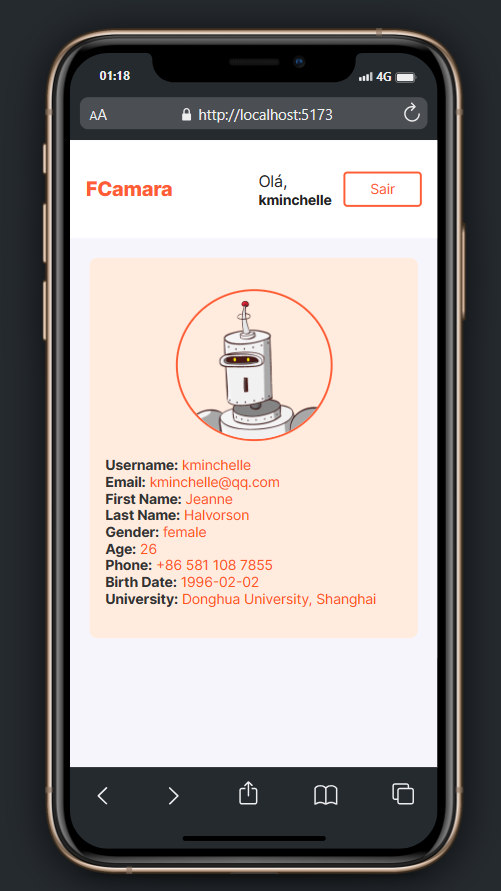 01:18
4G
AA
http://localhost:5173
FCamara
Olá,
kminchelle
Sair
Username: kminchelle
Email: kminchelle@qq.com
First Name: Jeanne
Last Name: Halvorson
Gender: female
Age: 26
Phone: +86 581 108 7855
Birth Date: 1996-02-02
University: Donghua University, Shanghai